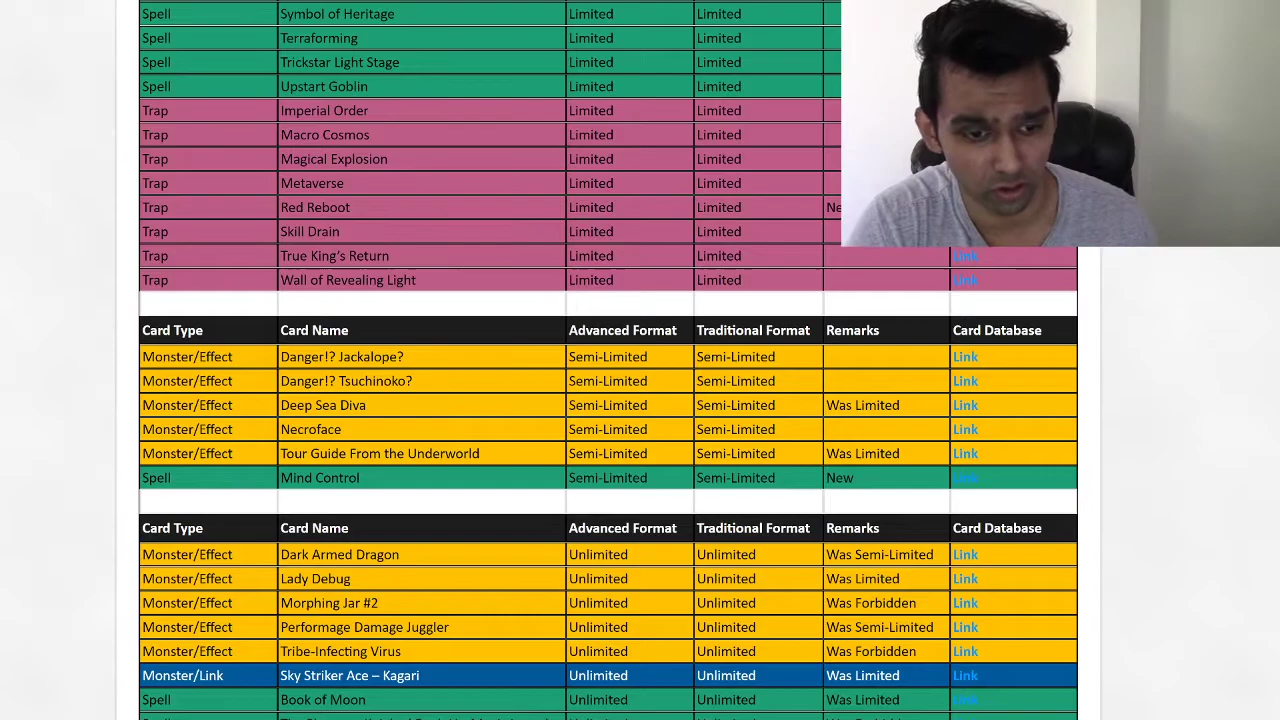 Spell Symbol of Heritage Limited Limited
Spell Terraforming Limited Limited
Spell Trickstar Light Stage Limited Limited
Spell Upstart Goblin Limited Limited
Trap Imperial Order Limited Limited
Trap Macro Cosmos Limited Limited
Trap Magical Explosion Limited Limited
Trap Metaverse Limited Limited
Trap Red Reboot Limited Limited
Trap Skill Drain Limited Limited
Trap True King's Return Limited Limited Link
Trap Wall of Revealing Light Limited Limited Link
Card Type Card Name Advanced Format Traditional Format Remarks Card Database
Monster/Effect Danger!? Jackalope? Semi-Limited Semi-Limited Link
Monster/Effect Danger!? Tsuchinoko? Semi-Limited Semi-Limited Link
Monster/Effect Deep Sea Diva Semi-Limited Semi-Limited Was Limited Link
Monster/Effect Necroface Semi-Limited Semi-Limited Link
Monster/Effect Tour Guide From the Underworld Semi-Limited Semi-Limited Was Limited Link
Spell Mind Control Semi-Limited Semi-Limited New Link
Card Type Card Name Advanced Format Traditional Format Remarks Card Database
Monster/Effect Dark Armed Dragon Unlimited Unlimited Was Semi-Limited Link
Monster/Effect Lady Debug Unlimited Unlimited Was Limited Link
Monster/Effect Morphing Jar #2 Unlimited Unlimited Was Forbidden Link
Monster/Effect Performage Damage Juggler Unlimited Unlimited Was Semi-Limited Link
Monster/Effect Tribe-Infecting Virus Unlimited Unlimited Was Forbidden Link
Monster/Link Sky Striker Ace – Kagari Unlimited Unlimited Was Limited Link
Spell Book of Moon Unlimited Unlimited Was Limited Link